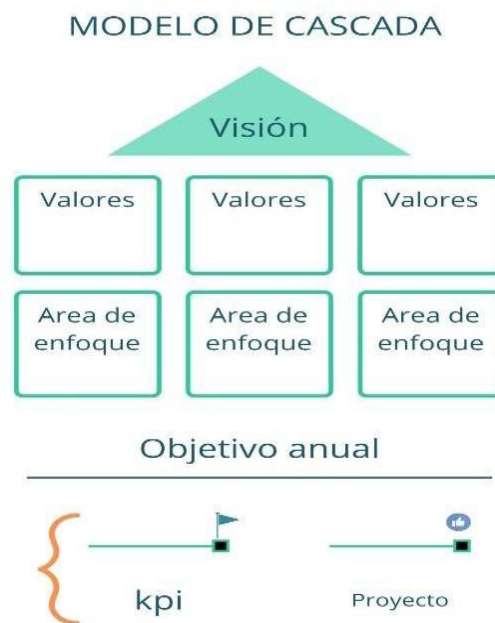 MODELO DE CASCADA
Visión
Valores Valores Valores
Area de Area de Area de
enfoque enfoque enfoque
Objetivo anual
kpi Proyecto